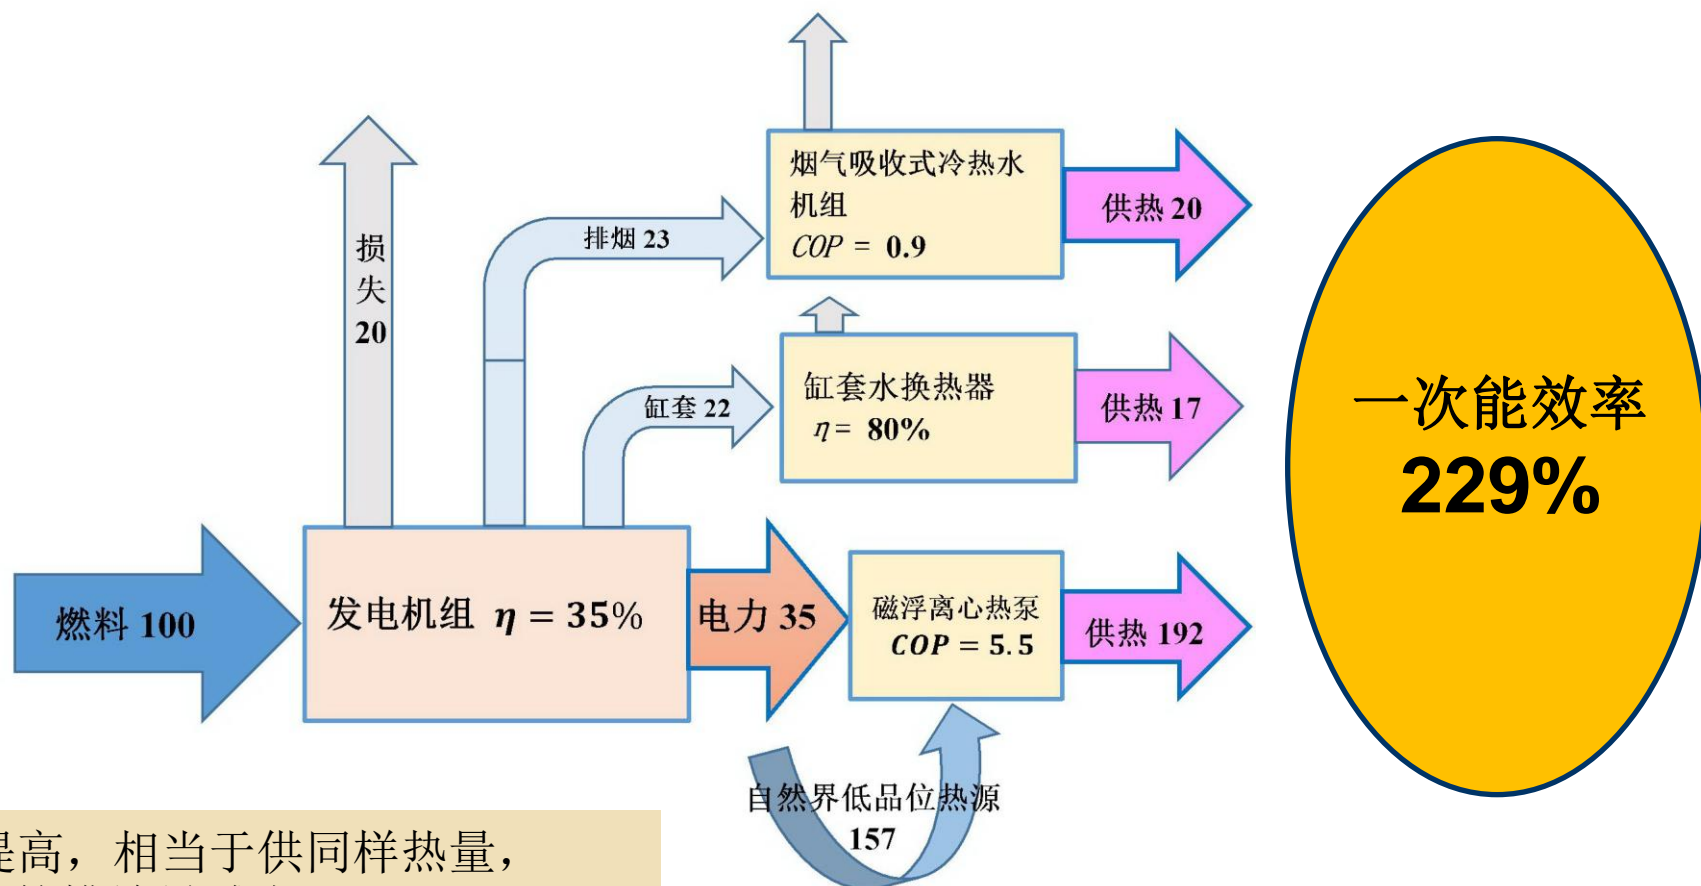 烟气吸收式冷热水
机组
COP = 0.9
供热 20
排烟 23
损
失
20
缸套水换热器
η = 80%
供热 17
缸套 22
一次能效率
229%
燃料 100
发电机组 η = 35%
电力 35
磁浮离心热泵
COP = 5.5
供热 192
自然界低品位热源
157
提高，相当于供同样热量，